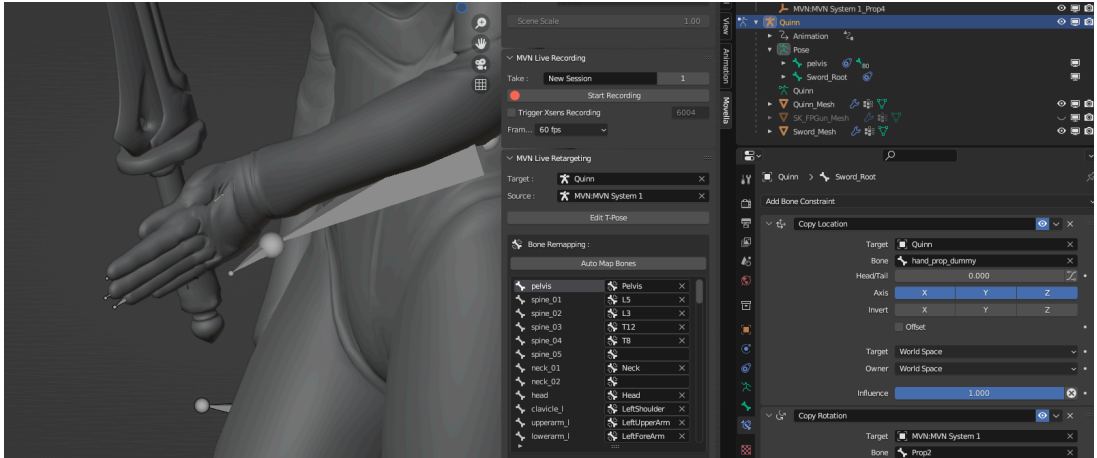 Scene Scale 1.00
MVN Live Recording
Take : New Session 1
Start Recording
Trigger Xsens Recording 6004
Fram... 60 fps
MVN Live Retargeting
Target : Quinn
Source : MVN:MVN System 1
Edit T-Pose
Bone Remapping :
Auto Map Bones
pelvis Pelvis
spine_01 L5
spine_02 L3
spine_03 T12
spine_04 T8
spine_05
neck_01 Neck
neck_02
head Head
clavicle_l LeftShoulder
upperarm_l LeftUpperArm
lowerarm_l LeftForeArm
View
Animation
Movella
MVN:MVN System 1_Prop4
Quinn
Animation 2
Pose
pelvis 80
Sword_Root
Quinn
Quinn_Mesh
SK_FPGun_Mesh
Sword_Mesh
Quinn > Sword_Root
Add Bone Constraint
Copy Location
Target Quinn
Bone hand_prop_dummy
Head/Tail 0.000
Axis X Y Z
Invert X Y Z
Offset
Target World Space
Owner World Space
Influence 1.000
Copy Rotation
Target MVN:MVN System 1
Bone Prop2